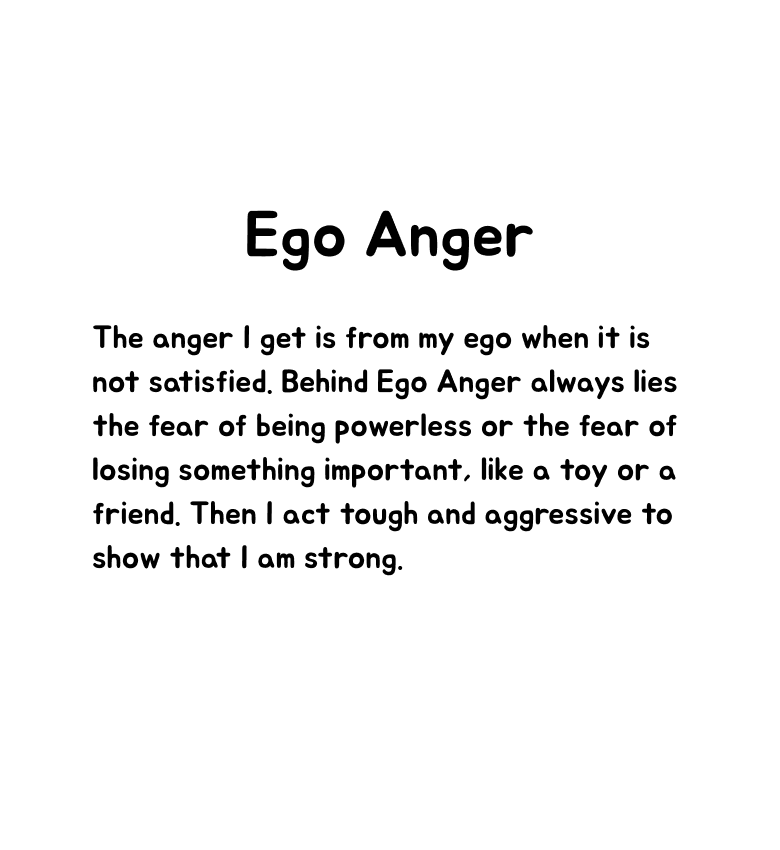 Ego Anger
The anger I get is from my ego when it is
not satisfied. Behind Ego Anger always lies
the fear of being powerless or the fear of
losing something important, like a toy or a
friend. Then I act tough and aggressive to
show that I am strong.